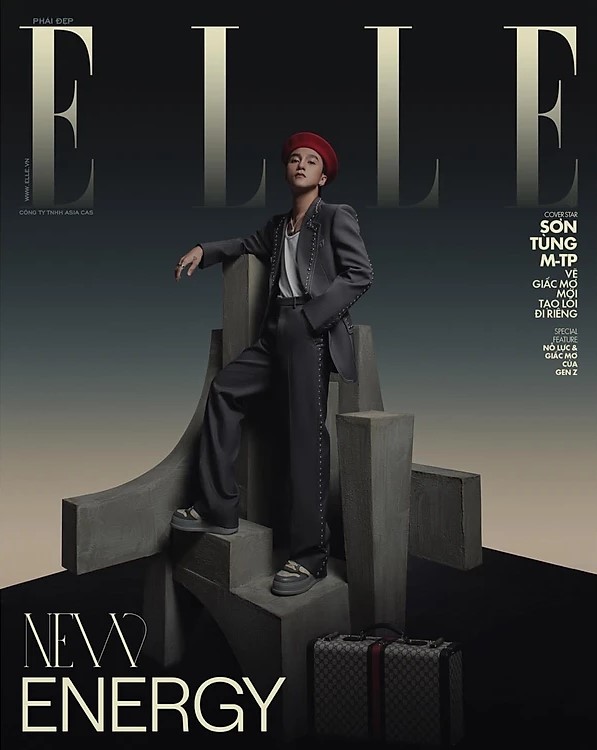 PHÁI ĐẸP
ELLE
WWW.ELLE.VN
CÔNG TY TNHH ASIA CAS
COVER STAR
SƠN
TÙNG
M-TP
VỀ
GIẤC MƠ
MỚI
TẠO LỐI
ĐI RIÊNG
SPECIAL
FEATURE
NỖ LỰC &
GIẤC MƠ
CỦA
GEN Z
NEW
ENERGY